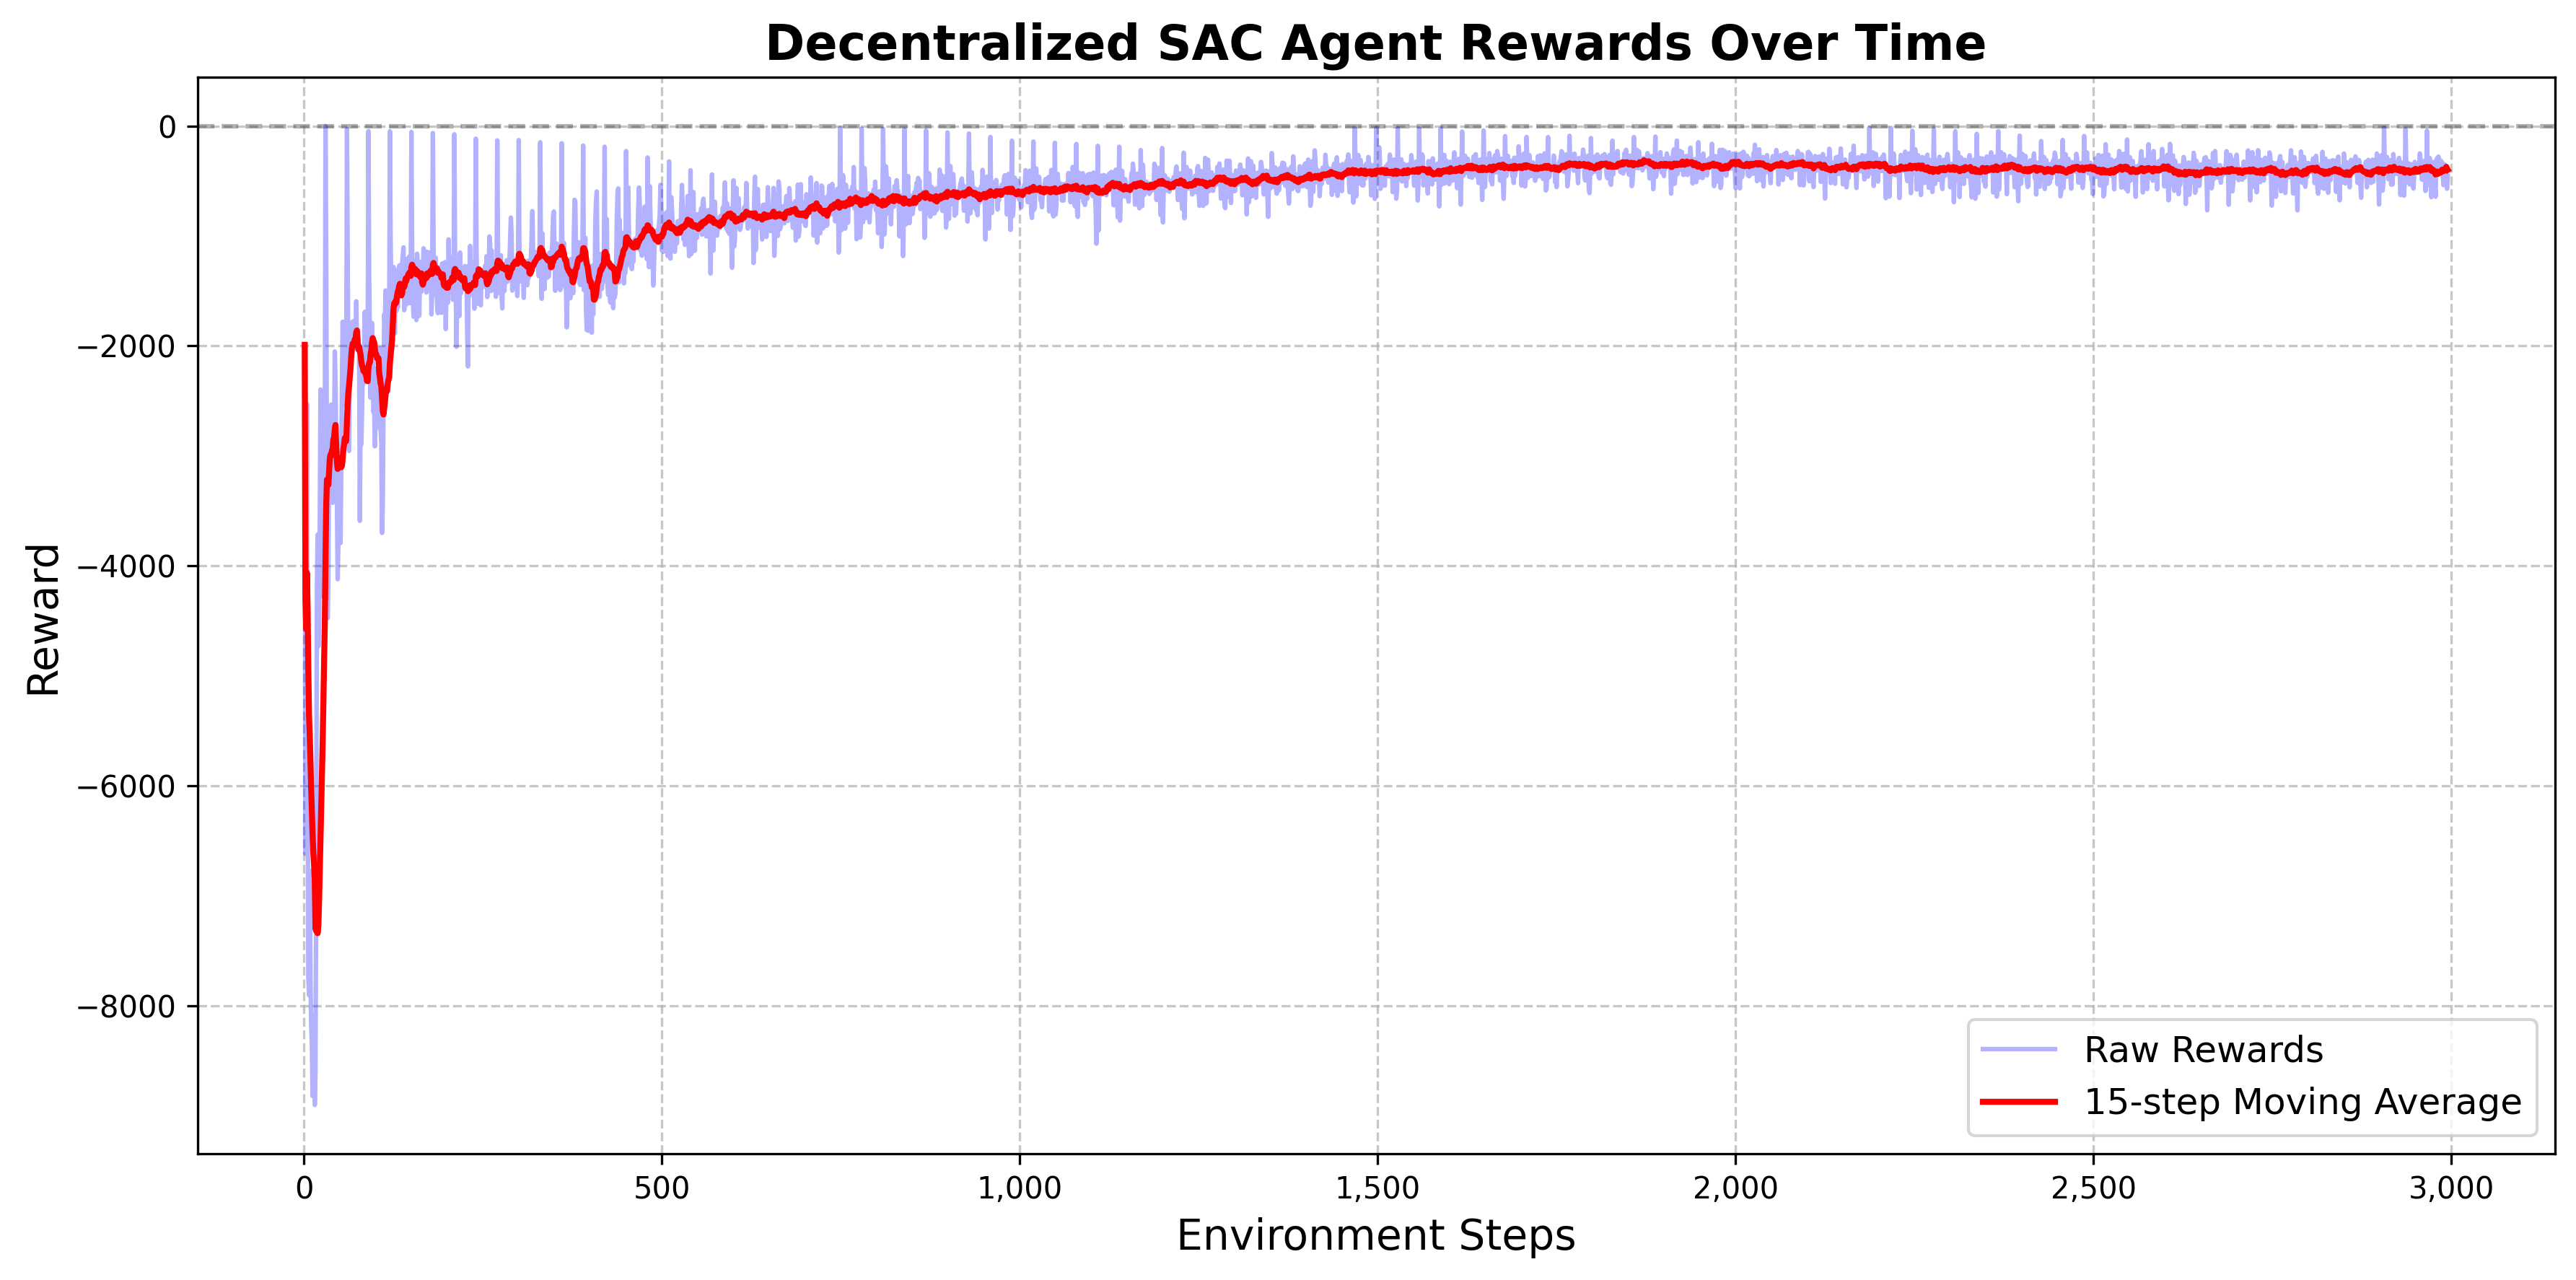 Decentralized SAC Agent Rewards Over Time
Reward
0
−2000
−4000
−6000
−8000
0
500
1,000
1,500
2,000
2,500
3,000
Environment Steps
Raw Rewards
15-step Moving Average